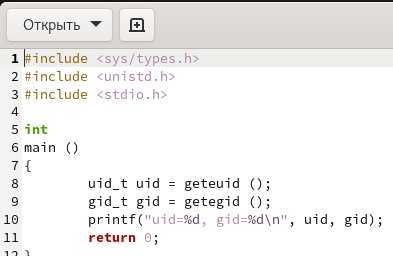 Открыть
1 #include <sys/types.h>
2 #include <unistd.h>
3 #include <stdio.h>
4
5 int
6 main ()
7 {
8 uid_t uid = geteuid ();
9 gid_t gid = getegid ();
10 printf("uid=%d, gid=%d\n", uid, gid);
11 return 0;
12 }